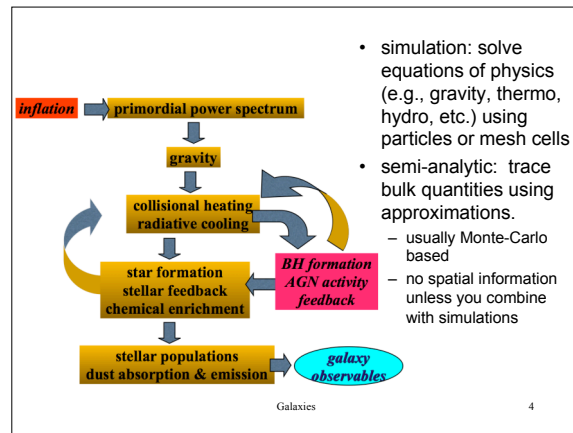 inflation
primordial power spectrum
gravity
collisional heating
radiative cooling
star formation
stellar feedback
chemical enrichment
BH formation
AGN activity
feedback
stellar populations
dust absorption & emission
galaxy
observables
• simulation: solve
equations of physics
(e.g., gravity, thermo,
hydro, etc.) using
particles or mesh cells
• semi-analytic: trace
bulk quantities using
approximations.
– usually Monte-Carlo
based
– no spatial information
unless you combine
with simulations
Galaxies
4